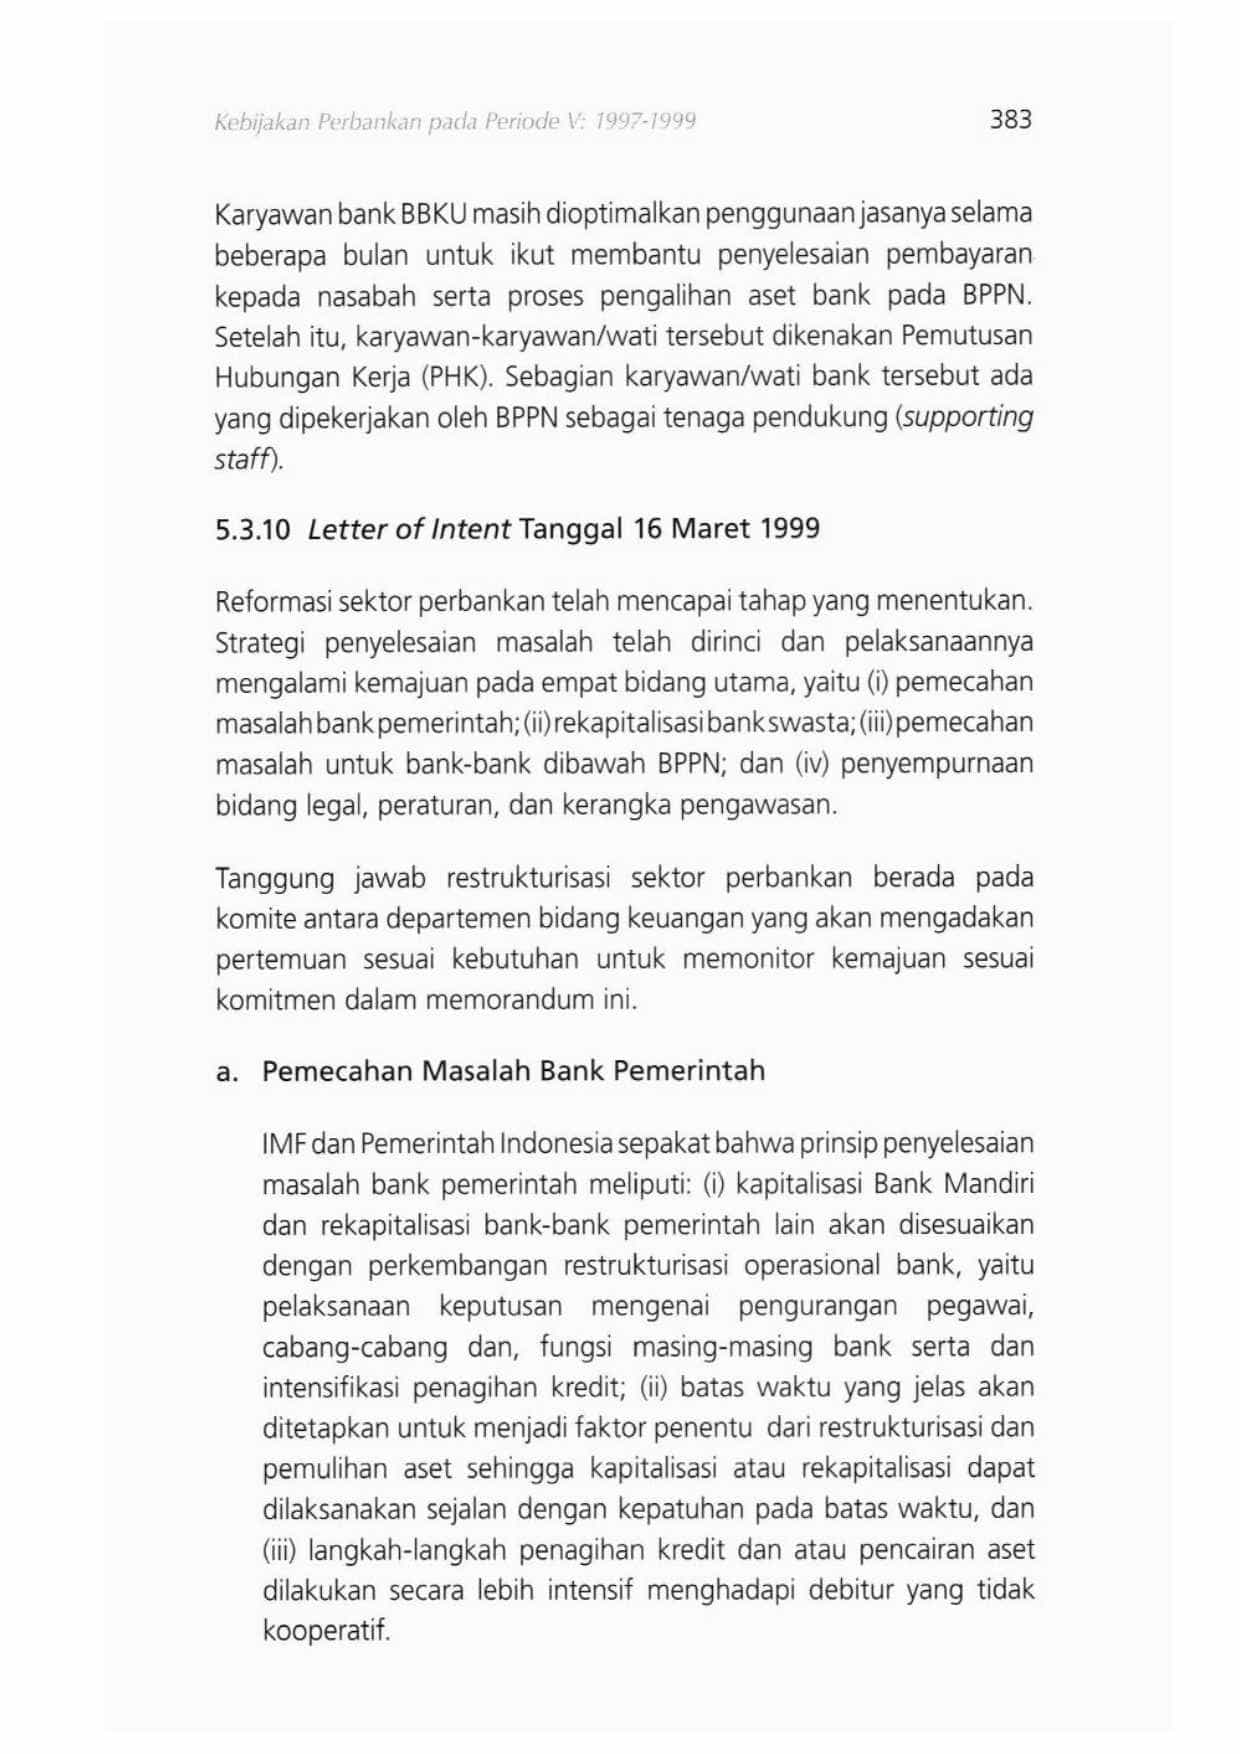 Kebijakan Perbankan pada Periode V: 1997-1999 383
Karyawan bank BBKU masih dioptimalkan penggunaan jasanya selama
beberapa bulan untuk ikut membantu penyelesaian pembayaran
kepada nasabah serta proses pengalihan aset bank pada BPPN.
Setelah itu, karyawan-karyawan/wati tersebut dikenakan Pemutusan
Hubungan Kerja (PHK). Sebagian karyawan/wati bank tersebut ada
yang dipekerjakan oleh BPPN sebagai tenaga pendukung (supporting
staff).
5.3.10 Letter of Intent Tanggal 16 Maret 1999
Reformasi sektor perbankan telah mencapai tahap yang menentukan.
Strategi penyelesaian masalah telah dirinci dan pelaksanaannya
mengalami kemajuan pada empat bidang utama, yaitu (i) pemecahan
masalah bank pemerintah; (ii) rekapitalisasi bank swasta; (iii) pemecahan
masalah untuk bank-bank dibawah BPPN; dan (iv) penyempurnaan
bidang legal, peraturan, dan kerangka pengawasan.
Tanggung jawab restrukturisasi sektor perbankan berada pada
komite antara departemen bidang keuangan yang akan mengadakan
pertemuan sesuai kebutuhan untuk memonitor kemajuan sesuai
komitmen dalam memorandum ini.
a. Pemecahan Masalah Bank Pemerintah
IMF dan Pemerintah Indonesia sepakat bahwa prinsip penyelesaian
masalah bank pemerintah meliputi: (i) kapitalisasi Bank Mandiri
dan rekapitalisasi bank-bank pemerintah lain akan disesuaikan
dengan perkembangan restrukturisasi operasional bank, yaitu
pelaksanaan keputusan mengenai pengurangan pegawai,
cabang-cabang dan, fungsi masing-masing bank serta dan
intensifikasi penagihan kredit; (ii) batas waktu yang jelas akan
ditetapkan untuk menjadi faktor penentu dari restrukturisasi dan
pemulihan aset sehingga kapitalisasi atau rekapitalisasi dapat
dilaksanakan sejalan dengan kepatuhan pada batas waktu, dan
(iii) langkah-langkah penagihan kredit dan atau pencairan aset
dilakukan secara lebih intensif menghadapi debitur yang tidak
kooperatif.